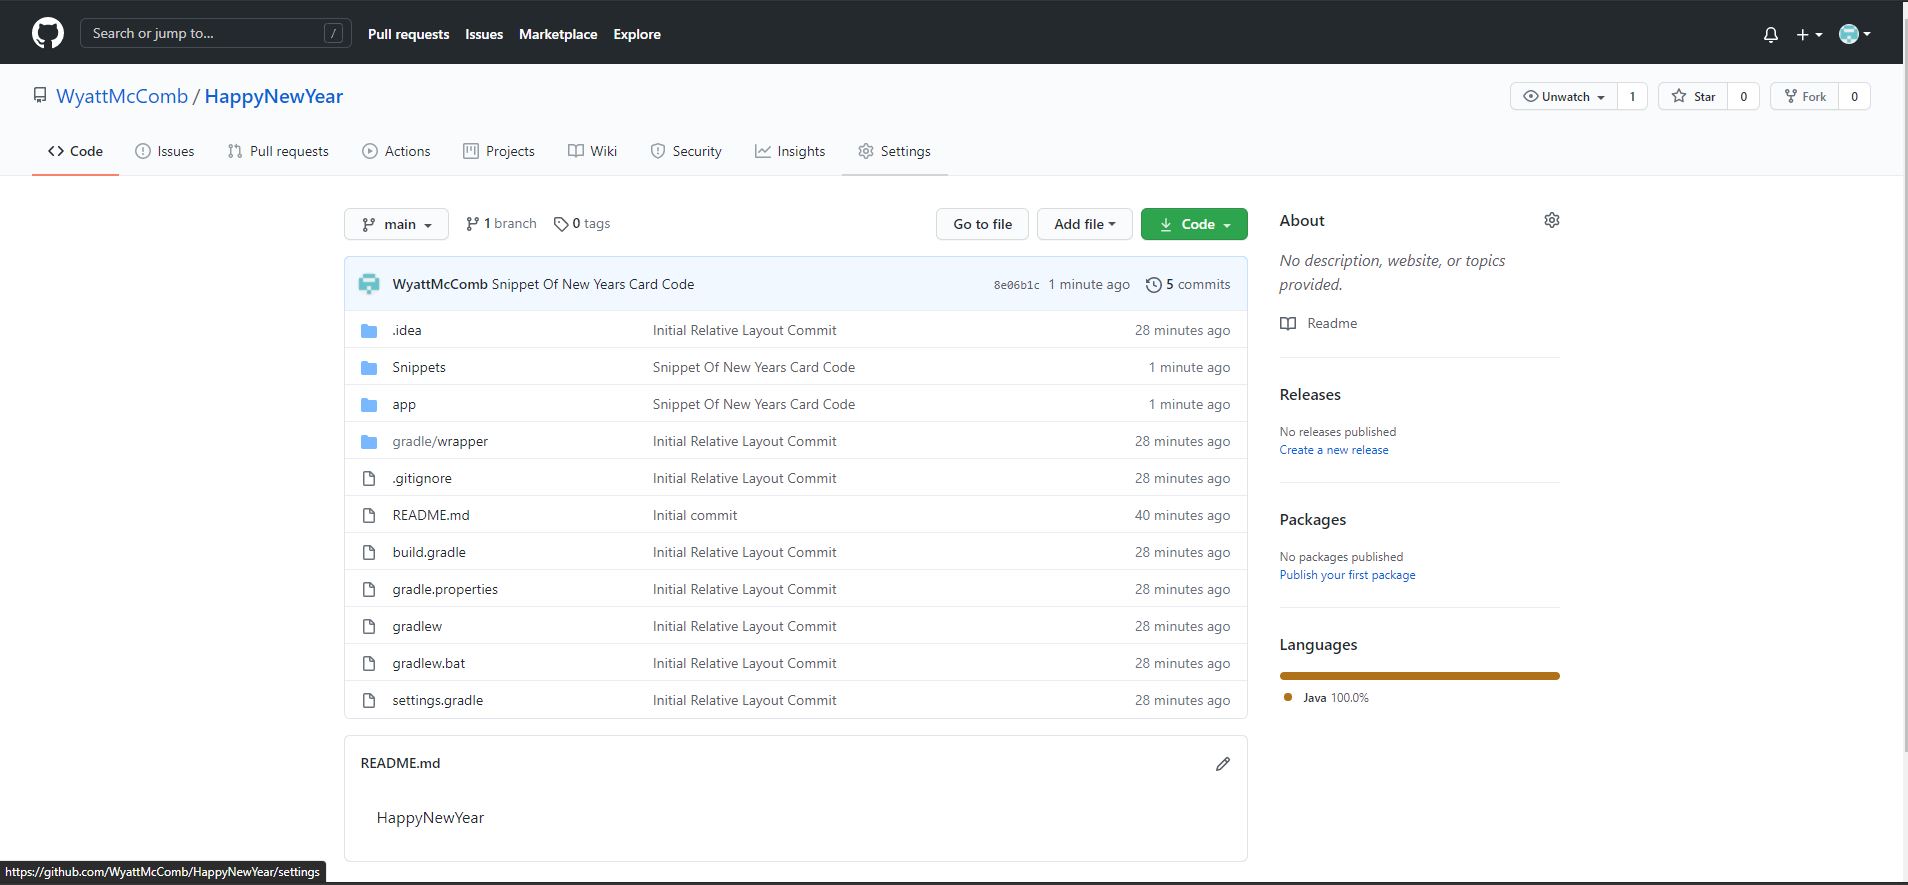 Search or jump to... /
Pull requests Issues Marketplace Explore
WyattMcComb / HappyNewYear
Unwatch 1 Star 0 Fork 0
Code Issues Pull requests Actions Projects Wiki Security Insights Settings
main 1 branch 0 tags Go to file Add file Code
WyattMcComb Snippet Of New Years Card Code 8e06b1c 1 minute ago 5 commits
.idea Initial Relative Layout Commit 28 minutes ago
Snippets Snippet Of New Years Card Code 1 minute ago
app Snippet Of New Years Card Code 1 minute ago
gradle/wrapper Initial Relative Layout Commit 28 minutes ago
.gitignore Initial Relative Layout Commit 28 minutes ago
README.md Initial commit 40 minutes ago
build.gradle Initial Relative Layout Commit 28 minutes ago
gradle.properties Initial Relative Layout Commit 28 minutes ago
gradlew Initial Relative Layout Commit 28 minutes ago
gradlew.bat Initial Relative Layout Commit 28 minutes ago
settings.gradle Initial Relative Layout Commit 28 minutes ago
README.md
HappyNewYear
About
No description, website, or topics
provided.
Readme
Releases
No releases published
Create a new release
Packages
No packages published
Publish your first package
Languages
Java 100.0%
https://github.com/WyattMcComb/HappyNewYear/settings